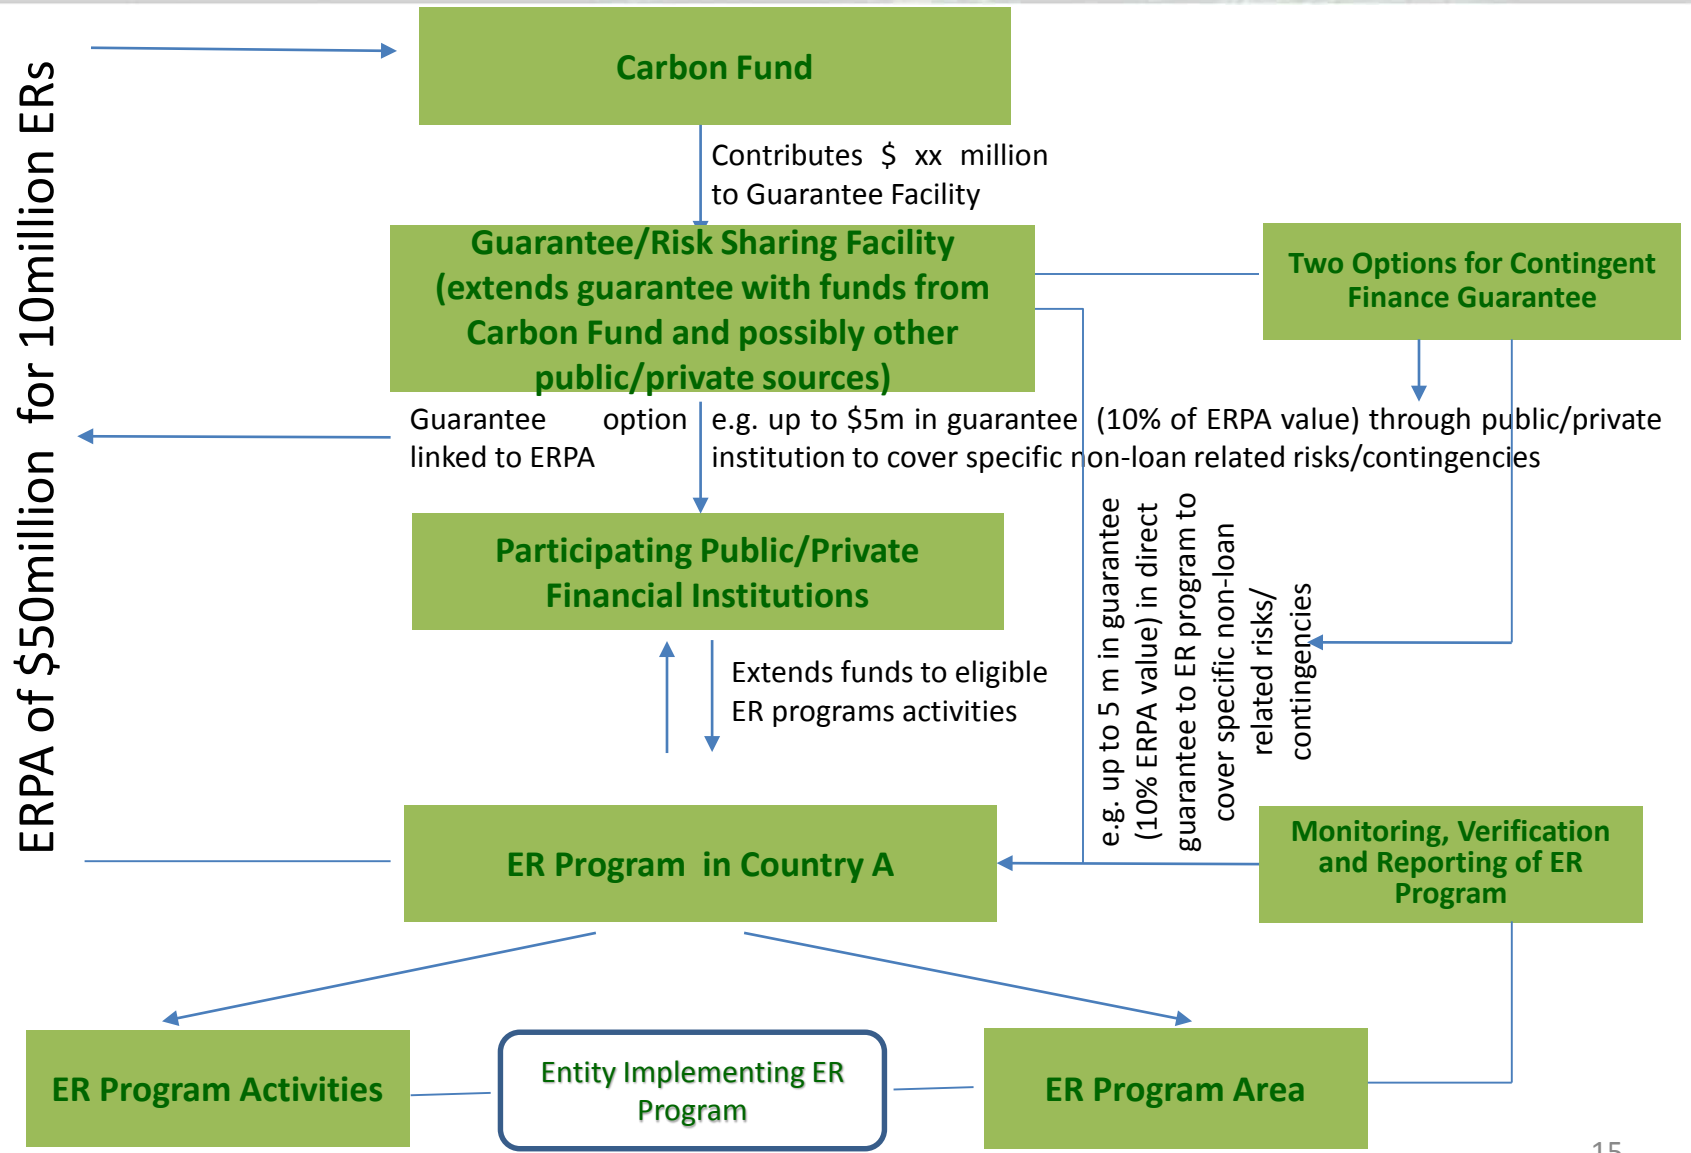 ERPA of $50million for 10million ERs
Carbon Fund
Contributes $ xx million
to Guarantee Facility
Guarantee/Risk Sharing Facility
(extends guarantee with funds from
Carbon Fund and possibly other
public/private sources)
Two Options for Contingent
Finance Guarantee
Guarantee option
linked to ERPA
e.g. up to $5m in guarantee (10% of ERPA value) through public/private
institution to cover specific non-loan related risks/contingencies
Participating Public/Private
Financial Institutions
e.g. up to 5 m in guarantee
(10% ERPA value) in direct
guarantee to ER program to
cover specific non-loan
related risks/
contingencies
Extends funds to eligible
ER programs activities
ER Program in Country A
Monitoring, Verification
and Reporting of ER
Program
ER Program Activities
Entity Implementing ER
Program
ER Program Area
15